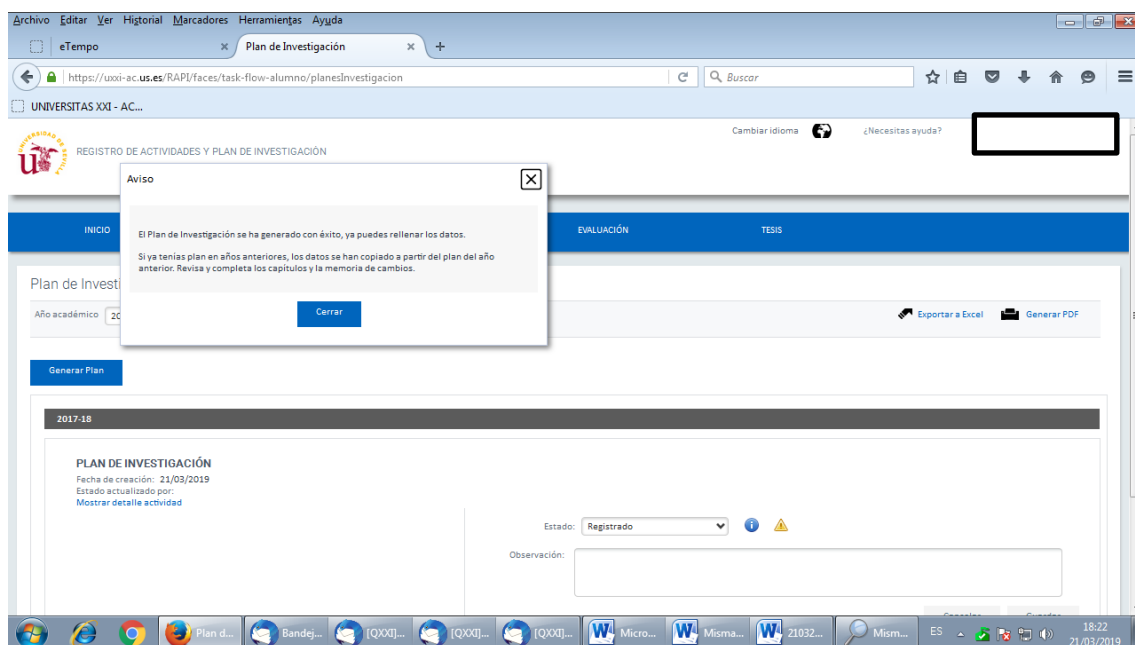 Archivo Editar Ver Historial Marcadores Herramientas Ayuda
eTempo × Plan de Investigación × +
https://uxxi-ac.us.es/RAPI/faces/task-flow-alumno/planesInvestigacion Buscar
UNIVERSITAS XXI - AC...
Cambiar idioma ¿Necesitas ayuda?
REGISTRO DE ACTIVIDADES Y PLAN DE INVESTIGACIÓN
Aviso
El Plan de Investigación se ha generado con éxito, ya puedes rellenar los datos.
Si ya tenías plan en años anteriores, los datos se han copiado a partir del plan del año
anterior. Revisa y completa los capítulos y la memoria de cambios.
Cerrar
INICIO EVALUACIÓN TESIS
Plan de Investi
Año académico 20 Exportar a Excel Generar PDF
Generar Plan
2017-18
PLAN DE INVESTIGACIÓN
Fecha de creación: 21/03/2019
Estado actualizado por:
Mostrar detalle actividad
Estado: Registrado
Observación:
Plan d... Bandej... [QXXI]... [QXXI]... [QXXI]... Micro... Misma... 21032... Mism... ES 18:22
21/03/2019